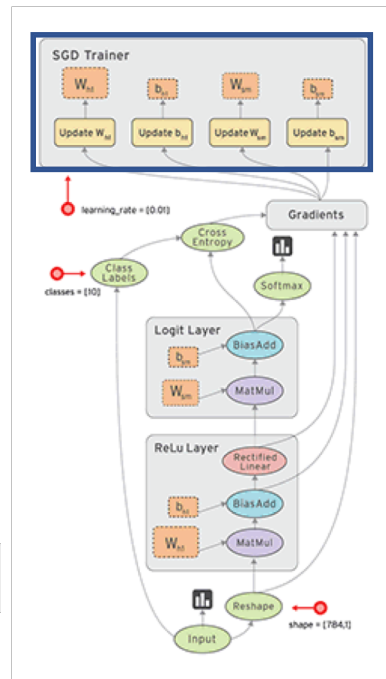 SGD Trainer
W_hl
b_hl
W_sm
b_sm
Update W_hl
Update b_hl
Update W_sm
Update b_sm
learning_rate = [0.01]
Gradients
Cross
Entropy
Class
Labels
classes = [10]
Softmax
Logit Layer
b_sm
BiasAdd
W_sm
MatMul
ReLu Layer
Rectified
Linear
b_hl
BiasAdd
W_hl
MatMul
Reshape
shape = [784,1]
Input